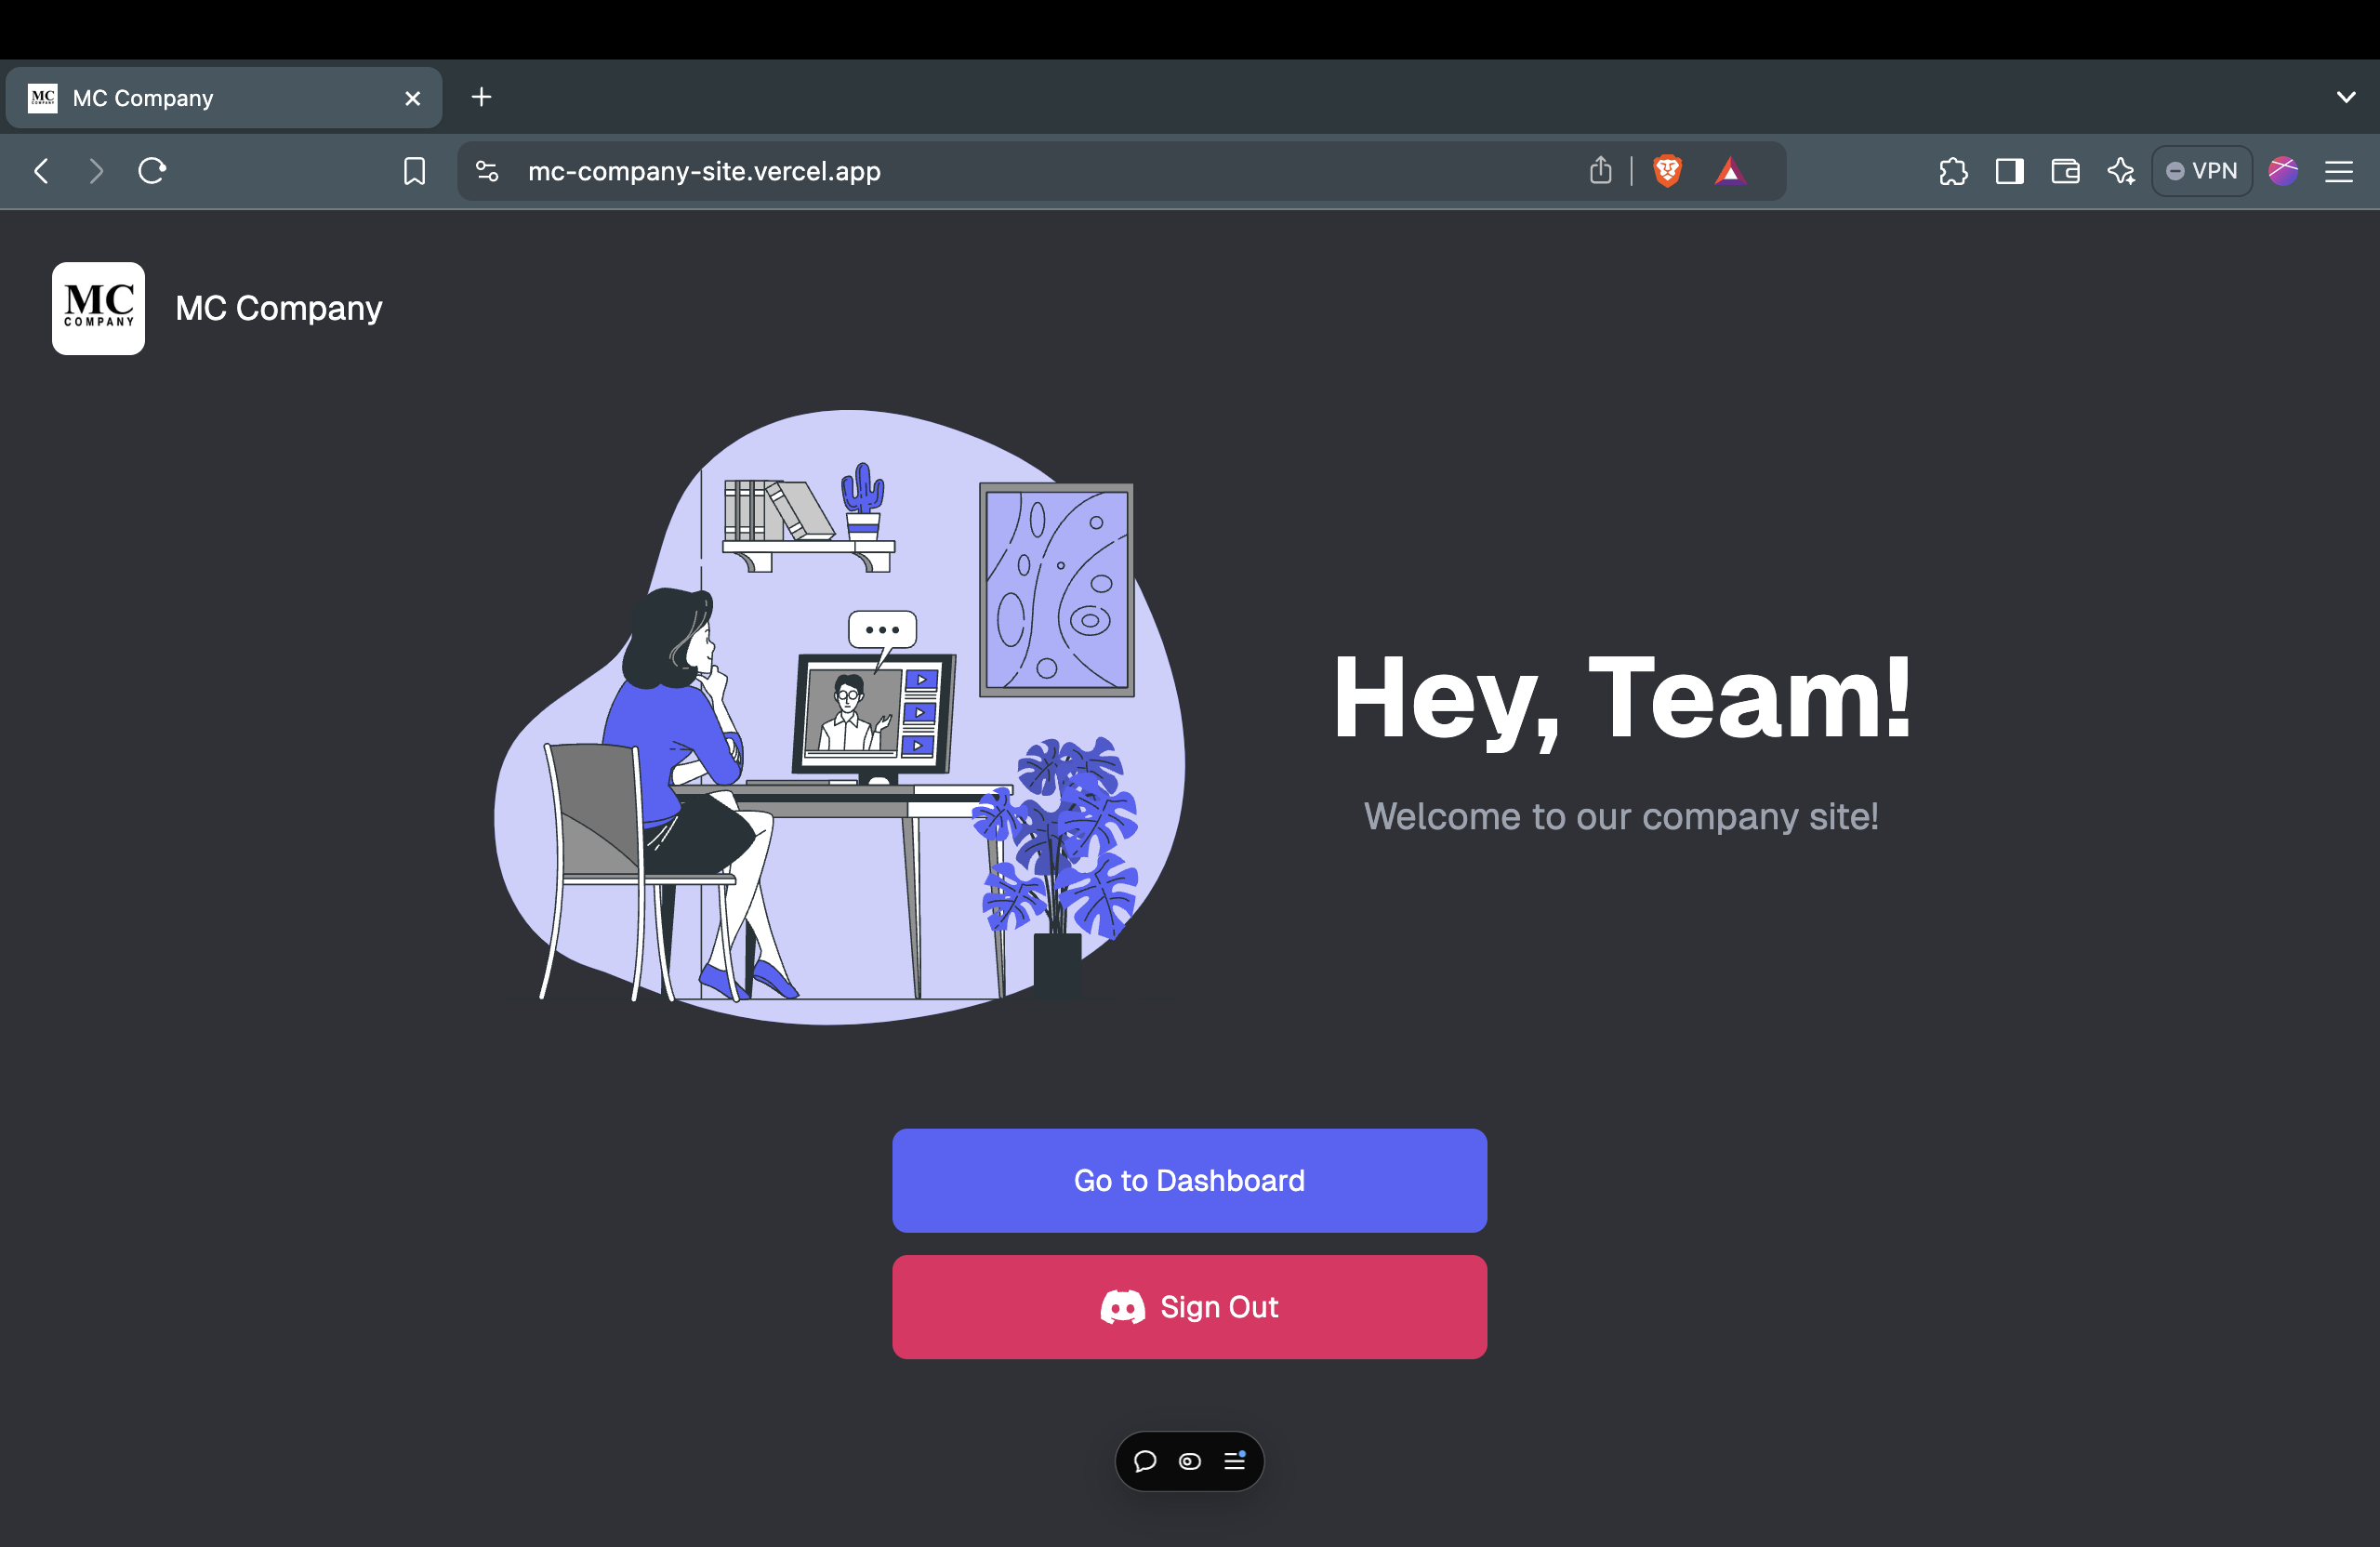 MC Company
mc-company-site.vercel.app
VPN
MC
COMPANY
MC Company
Hey, Team!
Welcome to our company site!
Go to Dashboard
Sign Out